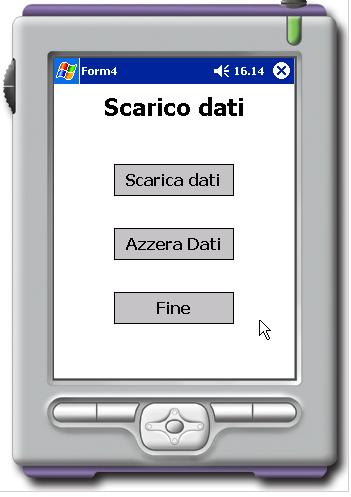 Form4 16.14
Scarico dati
Scarica dati
Azzera Dati
Fine